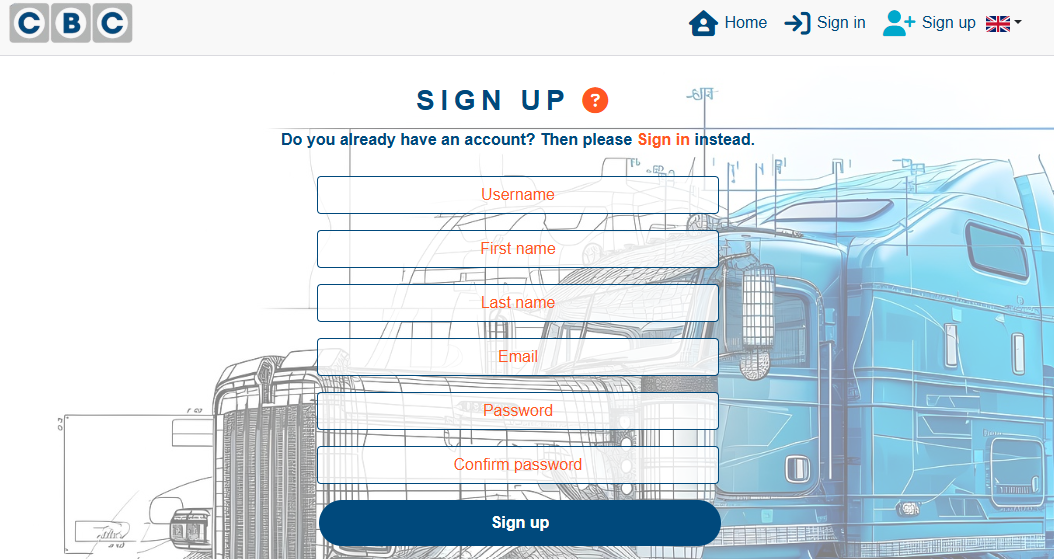 CBC
Home
Sign in
Sign up
SIGN UP ?
Do you already have an account? Then please Sign in instead.
Username
First name
Last name
Email
Password
Confirm password
Sign up